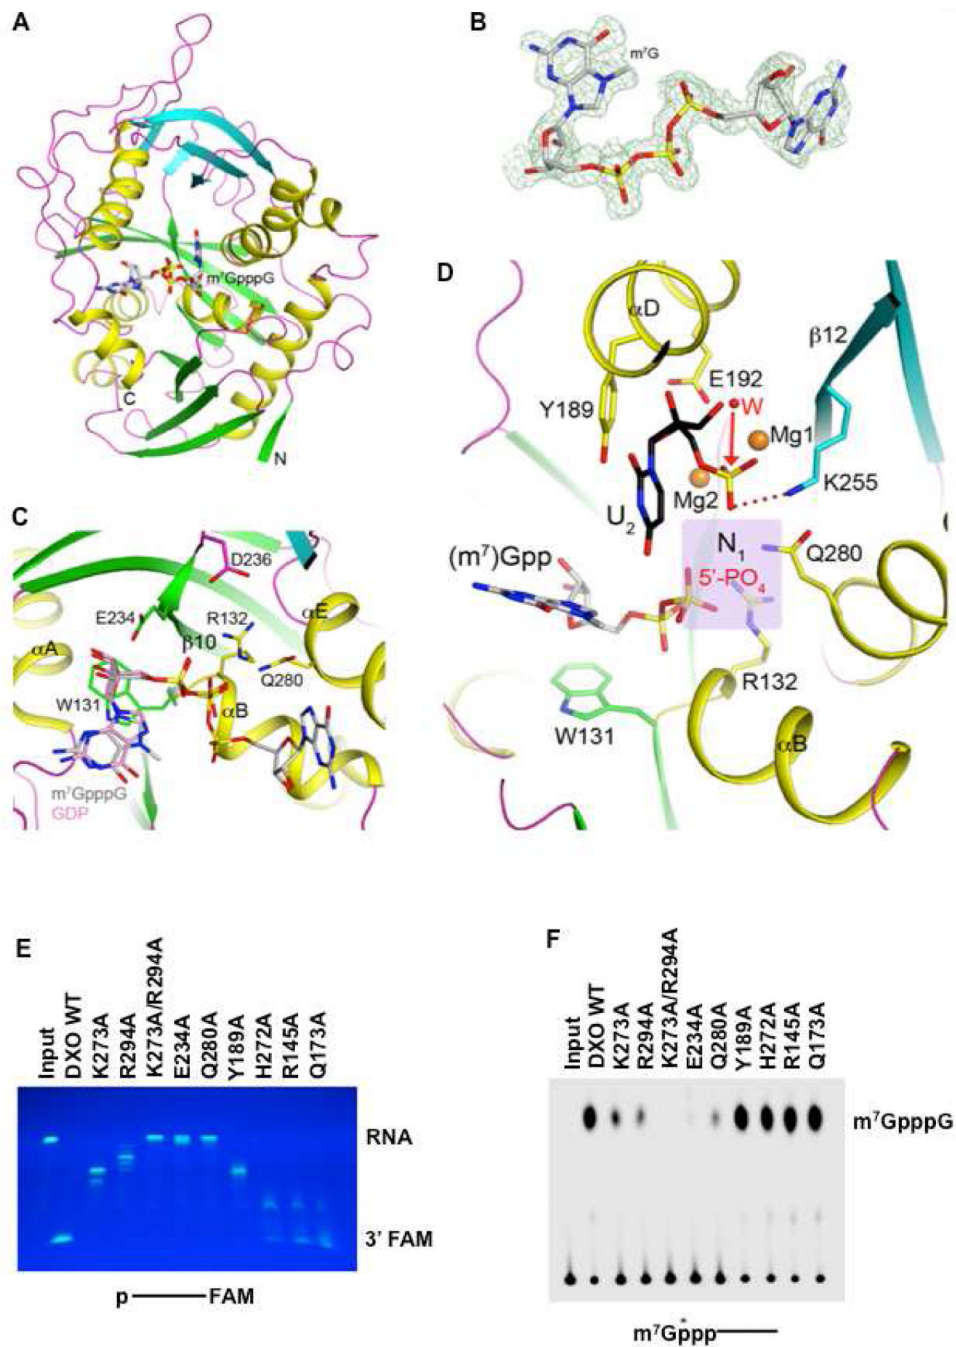 A
m⁷GpppG
C
N
B
m⁷G
C
D236
E234
R132
αE
αA
β10
Q280
W131
αB
m⁷GpppG
GDP
D
αD
β12
E192
W
Y189
Mg1
K255
Mg2
U₂
N₁
Q280
(m⁷)Gpp
5'-PO₄
R132
W131
αB
E
Input
DXO WT
K273A
R294A
K273A/R294A
E234A
Q280A
Y189A
H272A
R145A
Q173A
RNA
3' FAM
p FAM
F
Input
DXO WT
K273A
R294A
K273A/R294A
E234A
Q280A
Y189A
H272A
R145A
Q173A
m⁷GpppG
*
m⁷Gppp